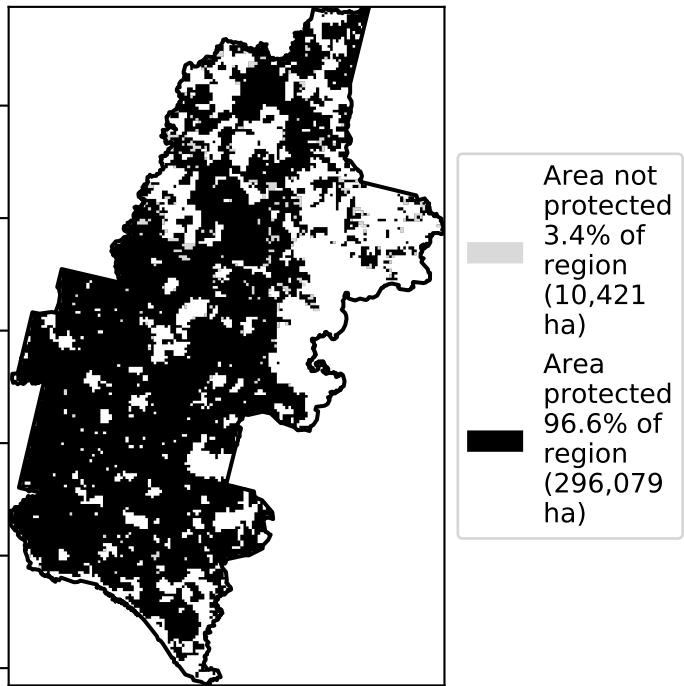 Area not
protected
3.4% of
region
(10,421
ha)
Area
protected
96.6% of
region
(296,079
ha)